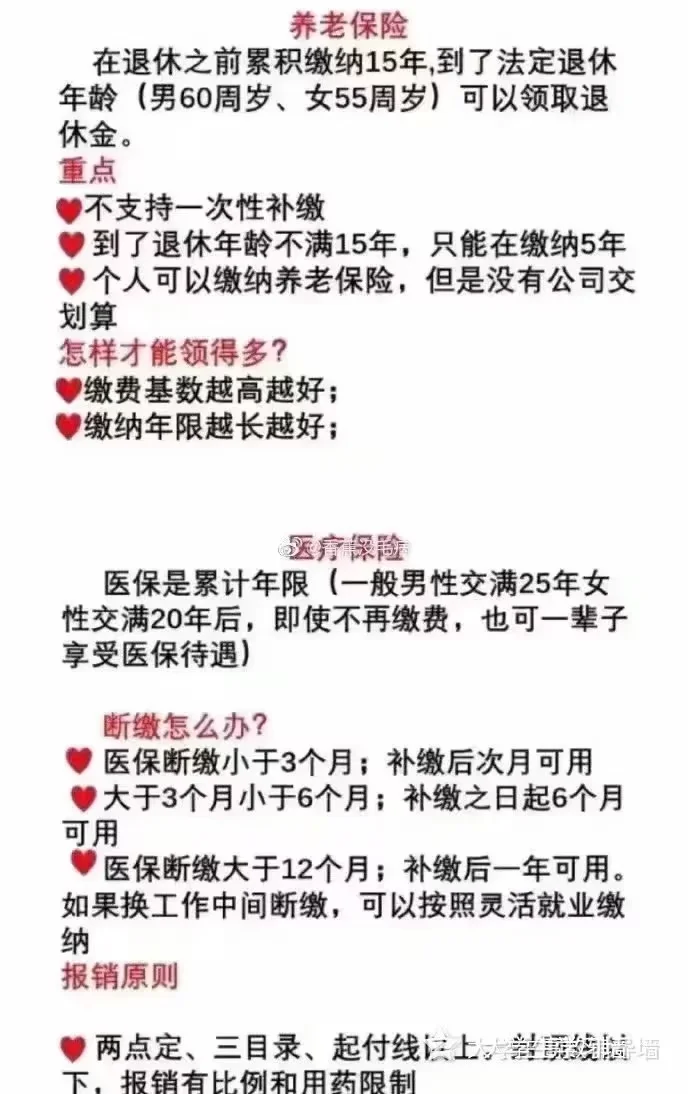 养老保险
在退休之前累积缴纳15年,到了法定退休
年龄（男60周岁、女55周岁）可以领取退
休金。
重点
不支持一次性补缴
到了退休年龄不满15年，只能在缴纳5年
个人可以缴纳养老保险，但是没有公司交
划算
怎样才能领得多？
缴费基数越高越好；
缴纳年限越长越好；
医疗保险
医保是累计年限（一般男性交满25年女
性交满20年后，即使不再缴费，也可一辈子
享受医保待遇）
断缴怎么办？
医保断缴小于3个月；补缴后次月可用
大于3个月小于6个月；补缴之日起6个月
可用
医保断缴大于12个月；补缴后一年可用。
如果换工作中间断缴，可以按照灵活就业缴
纳
报销原则
两点定、三目录、起付线以上、
下，报销有比例和用药限制